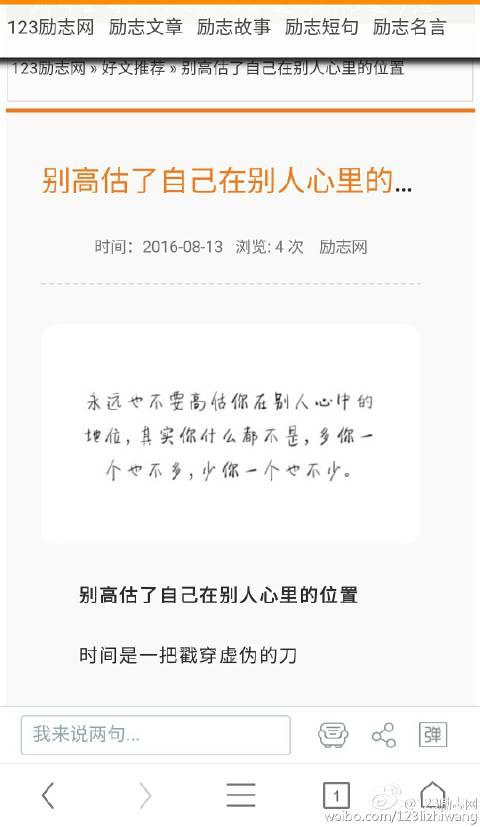 123励志网 励志文章 励志故事 励志短句 励志名言
123励志网 » 好文推荐 » 别高估了自己在别人心里的位置
别高估了自己在别人心里的...
时间：2016-08-13 浏览: 4 次 励志网
永远也不要高估你在别人心中的
地位，其实你什么都不是，多你一
个也不多，少你一个也不少。
别高估了自己在别人心里的位置
时间是一把戳穿虚伪的刀
我来说两句...
弹
1
@123励志网
weibo.com/123lizhiwang